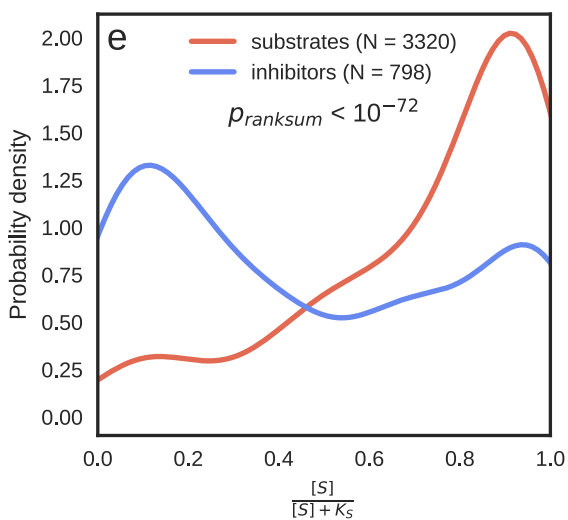 e
substrates (N = 3320)
inhibitors (N = 798)
p_{ranksum} < 10^{-72}
Probability density
2.00
1.75
1.50
1.25
1.00
0.75
0.50
0.25
0.00
0.0 0.2 0.4 0.6 0.8 1.0
[S]
[S] + K_S